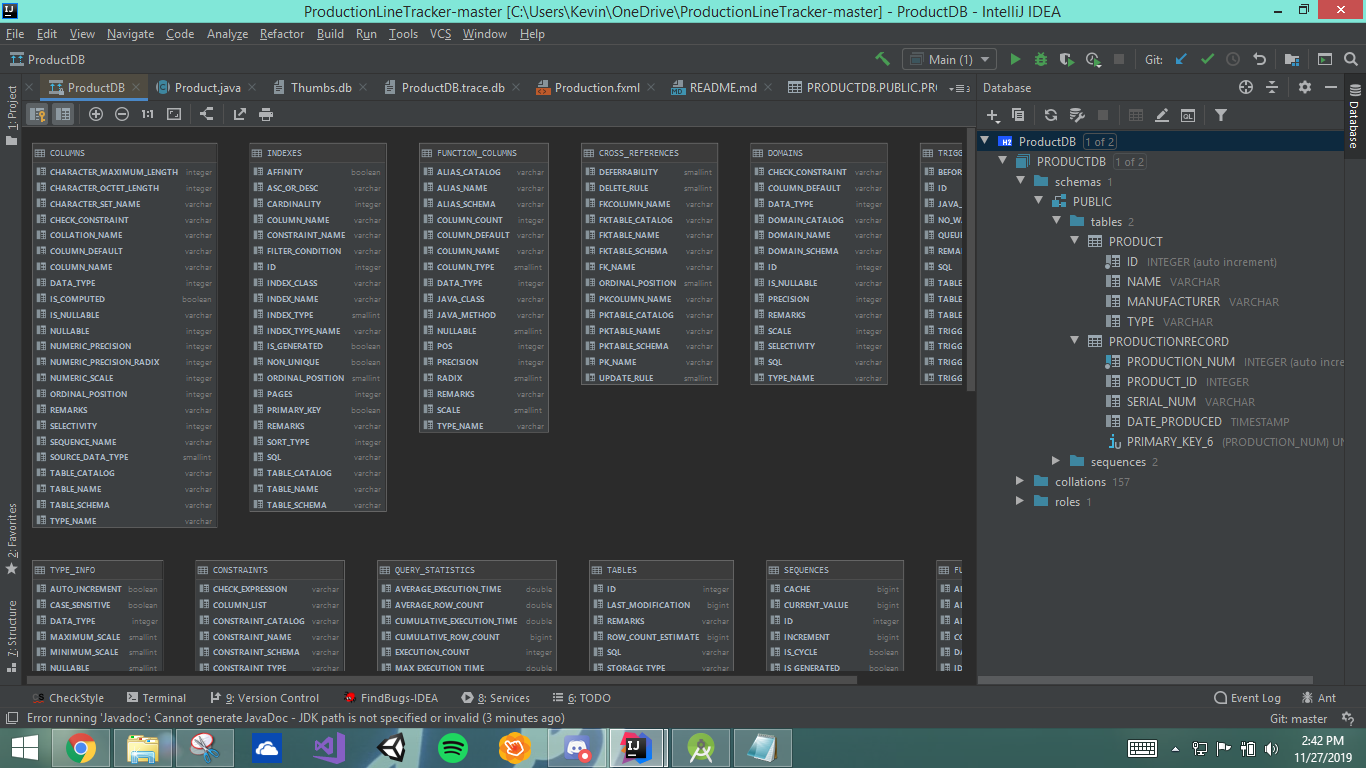 ProductionLineTracker-master [C:\Users\Kevin\OneDrive\ProductionLineTracker-master] - ProductDB - IntelliJ IDEA
File Edit View Navigate Code Analyze Refactor Build Run Tools VCS Window Help
ProductDB Main (1) Git:
ProductDB Product.java Thumbs.db ProductDB.trace.db Production.fxml README.md PRODUCTDB.PUBLIC.PR
1:1
1: Project
2: Favorites
7: Structure
COLUMNS
CHARACTER_MAXIMUM_LENGTH integer
CHARACTER_OCTET_LENGTH integer
CHARACTER_SET_NAME varchar
CHECK_CONSTRAINT varchar
COLLATION_NAME varchar
COLUMN_DEFAULT varchar
COLUMN_NAME varchar
DATA_TYPE integer
IS_COMPUTED boolean
IS_NULLABLE varchar
NULLABLE integer
NUMERIC_PRECISION integer
NUMERIC_PRECISION_RADIX integer
NUMERIC_SCALE integer
ORDINAL_POSITION integer
REMARKS varchar
SELECTIVITY integer
SEQUENCE_NAME varchar
SOURCE_DATA_TYPE smallint
TABLE_CATALOG varchar
TABLE_NAME varchar
TABLE_SCHEMA varchar
TYPE_NAME varchar
INDEXES
AFFINITY boolean
ASC_OR_DESC varchar
CARDINALITY integer
COLUMN_NAME varchar
CONSTRAINT_NAME varchar
FILTER_CONDITION varchar
ID integer
INDEX_CLASS varchar
INDEX_NAME varchar
INDEX_TYPE smallint
INDEX_TYPE_NAME varchar
IS_GENERATED boolean
NON_UNIQUE boolean
ORDINAL_POSITION smallint
PAGES integer
PRIMARY_KEY boolean
REMARKS varchar
SORT_TYPE integer
SQL varchar
TABLE_CATALOG varchar
TABLE_NAME varchar
TABLE_SCHEMA varchar
FUNCTION_COLUMNS
ALIAS_CATALOG varchar
ALIAS_NAME varchar
ALIAS_SCHEMA varchar
COLUMN_COUNT integer
COLUMN_DEFAULT varchar
COLUMN_NAME varchar
COLUMN_TYPE smallint
DATA_TYPE integer
JAVA_CLASS varchar
JAVA_METHOD varchar
NULLABLE smallint
POS integer
PRECISION integer
RADIX smallint
REMARKS varchar
SCALE smallint
TYPE_NAME varchar
CROSS_REFERENCES
DEFERRABILITY smallint
DELETE_RULE smallint
FKCOLUMN_NAME varchar
FKTABLE_CATALOG varchar
FKTABLE_NAME varchar
FKTABLE_SCHEMA varchar
FK_NAME varchar
ORDINAL_POSITION smallint
PKCOLUMN_NAME varchar
PKTABLE_CATALOG varchar
PKTABLE_NAME varchar
PKTABLE_SCHEMA varchar
PK_NAME varchar
UPDATE_RULE smallint
DOMAINS
CHECK_CONSTRAINT varchar
COLUMN_DEFAULT varchar
DATA_TYPE integer
DOMAIN_CATALOG varchar
DOMAIN_NAME varchar
DOMAIN_SCHEMA varchar
ID integer
IS_NULLABLE varchar
PRECISION integer
REMARKS varchar
SCALE integer
SELECTIVITY integer
SQL varchar
TYPE_NAME varchar
TRIGG
BEFOR
ID
JAVA_
NO_W
QUEU
REMA
SQL
TABLE
TABLE
TABLE
TRIGG
TRIGG
TRIGG
TYPE_INFO
AUTO_INCREMENT boolean
CASE_SENSITIVE boolean
DATA_TYPE integer
MAXIMUM_SCALE smallint
MINIMUM_SCALE smallint
NULLABLE smallint
CONSTRAINTS
CHECK_EXPRESSION varchar
COLUMN_LIST varchar
CONSTRAINT_CATALOG varchar
CONSTRAINT_NAME varchar
CONSTRAINT_SCHEMA varchar
CONSTRAINT_TYPE varchar
QUERY_STATISTICS
AVERAGE_EXECUTION_TIME double
AVERAGE_ROW_COUNT double
CUMULATIVE_EXECUTION_TIME double
CUMULATIVE_ROW_COUNT bigint
EXECUTION_COUNT integer
MAX_EXECUTION_TIME double
TABLES
ID integer
LAST_MODIFICATION bigint
REMARKS varchar
ROW_COUNT_ESTIMATE bigint
SQL varchar
STORAGE_TYPE varchar
SEQUENCES
CACHE bigint
CURRENT_VALUE bigint
ID integer
INCREMENT bigint
IS_CYCLE boolean
IS_GENERATED boolean
FU
AL
AL
AL
CO
DA
ID
Database
ProductDB 1 of 2
PRODUCTDB 1 of 2
schemas 1
PUBLIC
tables 2
PRODUCT
ID INTEGER (auto increment)
NAME VARCHAR
MANUFACTURER VARCHAR
TYPE VARCHAR
PRODUCTIONRECORD
PRODUCTION_NUM INTEGER (auto incre
PRODUCT_ID INTEGER
SERIAL_NUM VARCHAR
DATE_PRODUCED TIMESTAMP
PRIMARY_KEY_6 (PRODUCTION_NUM) UN
sequences 2
collations 157
roles 1
Database
CheckStyle Terminal 9: Version Control FindBugs-IDEA 8: Services 6: TODO Event Log Ant
Error running 'Javadoc': Cannot generate JavaDoc - JDK path is not specified or invalid (3 minutes ago) Git: master
2:42 PM
11/27/2019